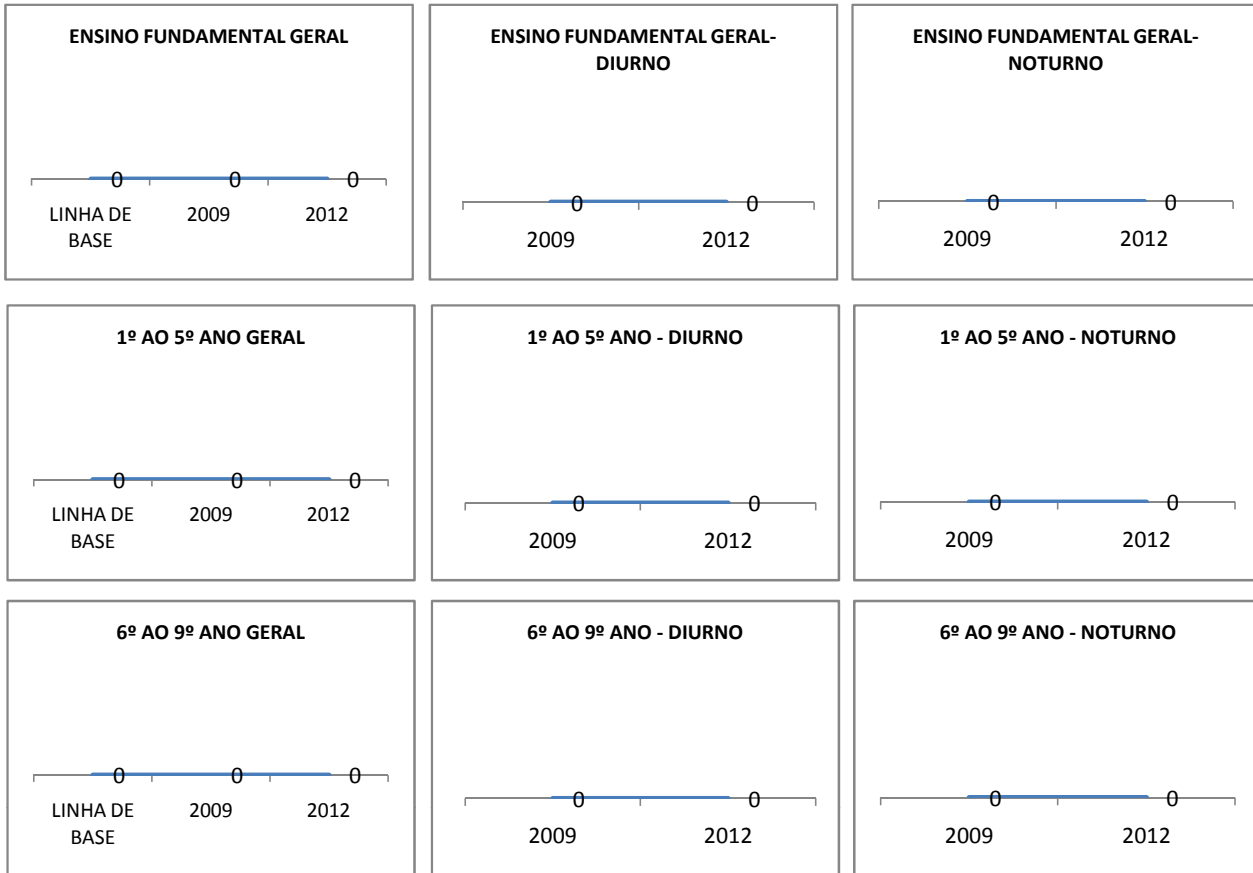 ENSINO FUNDAMENTAL GERAL
0 0 0
LINHA DE BASE 2009 2012
ENSINO FUNDAMENTAL GERAL-
DIURNO
0 0
2009 2012
ENSINO FUNDAMENTAL GERAL-
NOTURNO
0 0
2009 2012
1º AO 5º ANO GERAL
0 0 0
LINHA DE BASE 2009 2012
1º AO 5º ANO - DIURNO
0 0
2009 2012
1º AO 5º ANO - NOTURNO
0 0
2009 2012
6º AO 9º ANO GERAL
0 0 0
LINHA DE BASE 2009 2012
6º AO 9º ANO - DIURNO
0 0
2009 2012
6º AO 9º ANO - NOTURNO
0 0
2009 2012